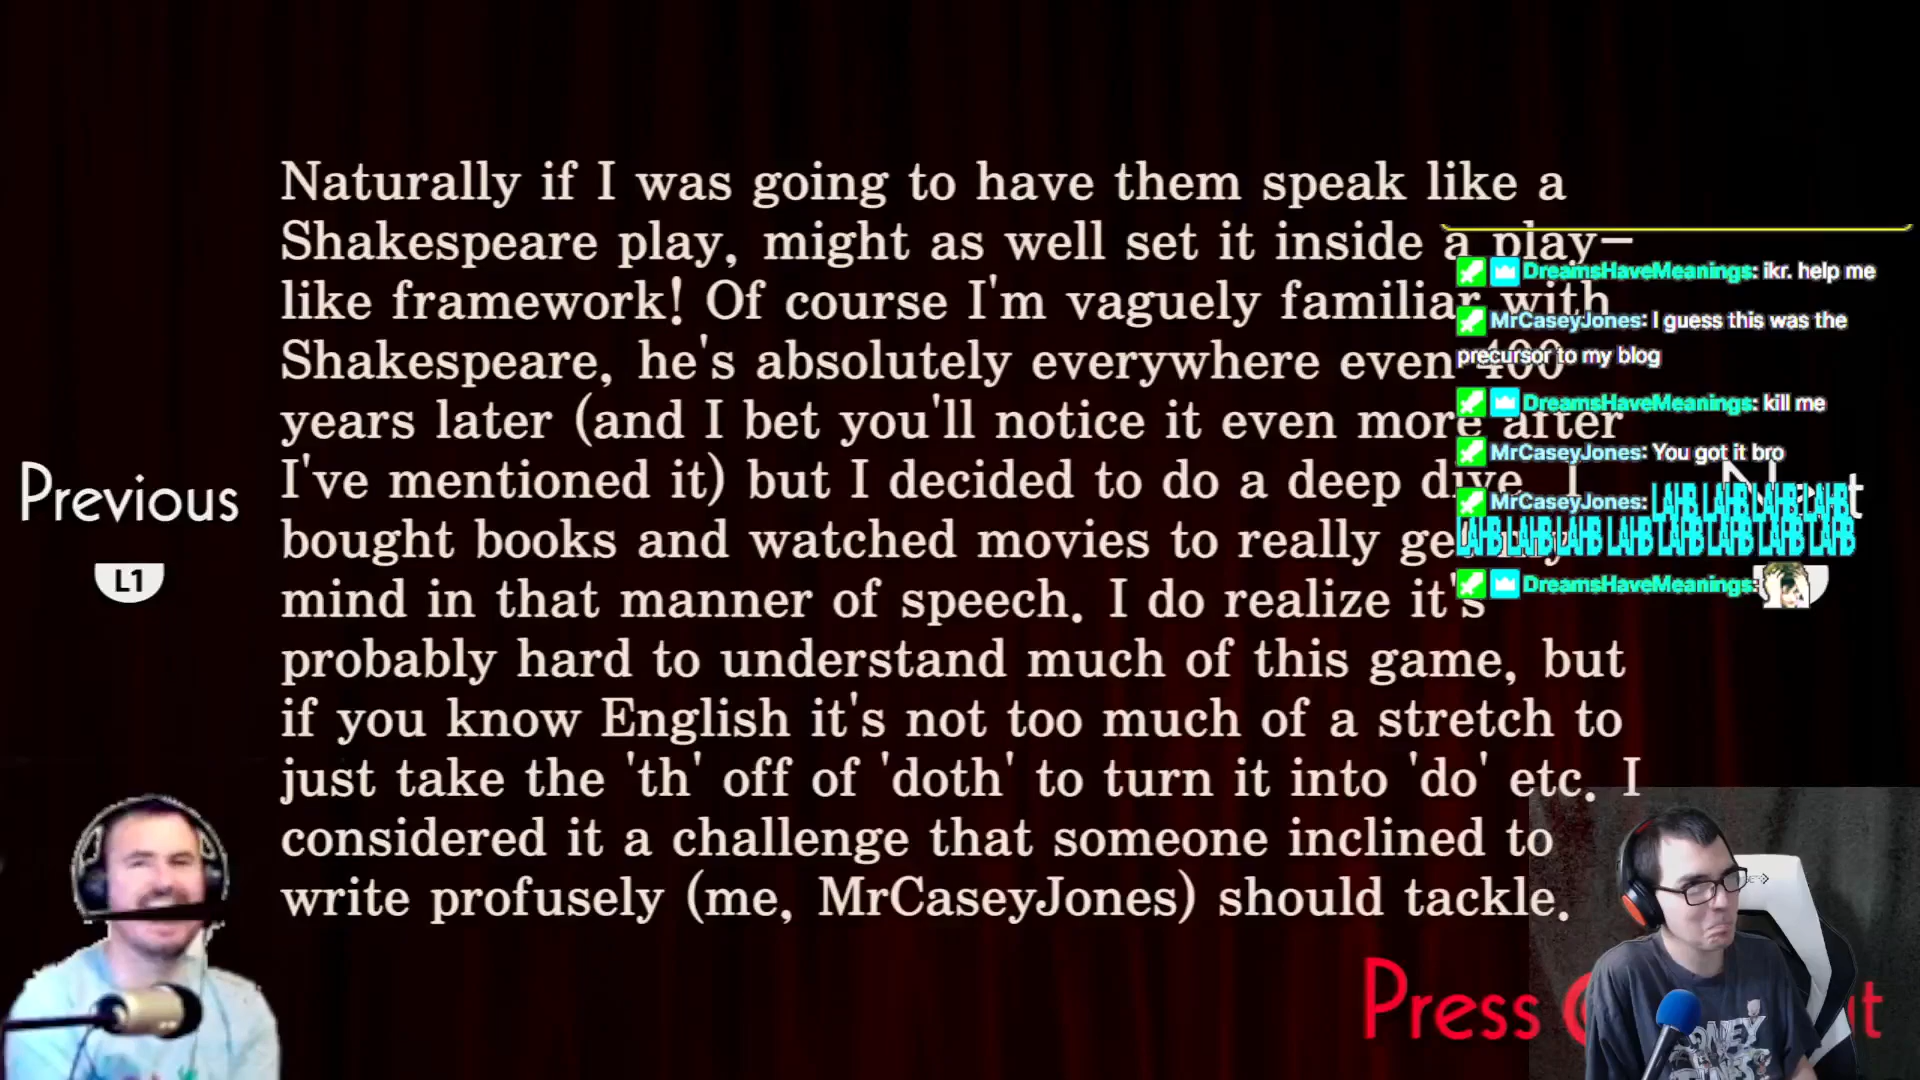 Naturally if I was going to have them speak like a
Shakespeare play, might as well set it inside a play—
like framework! Of course I'm vaguely familiar with
Shakespeare, he's absolutely everywhere even 400
years later (and I bet you'll notice it even more after
I've mentioned it) but I decided to do a deep dive. I
bought books and watched movies to really get my
mind in that manner of speech. I do realize it's
probably hard to understand much of this game, but
if you know English it's not too much of a stretch to
just take the 'th' off of 'doth' to turn it into 'do' etc. I
considered it a challenge that someone inclined to
write profusely (me, MrCaseyJones) should tackle.
Previous
L1
Next
DreamsHaveMeanings: ikr. help me
MrCaseyJones: I guess this was the
precursor to my blog
DreamsHaveMeanings: kill me
MrCaseyJones: You got it bro
MrCaseyJones: LAHB LAHB LAHB LAHB
LAHB LAHB LAHB LAHB LAHB LAHB LAHB LAHB
DreamsHaveMeanings:
Press